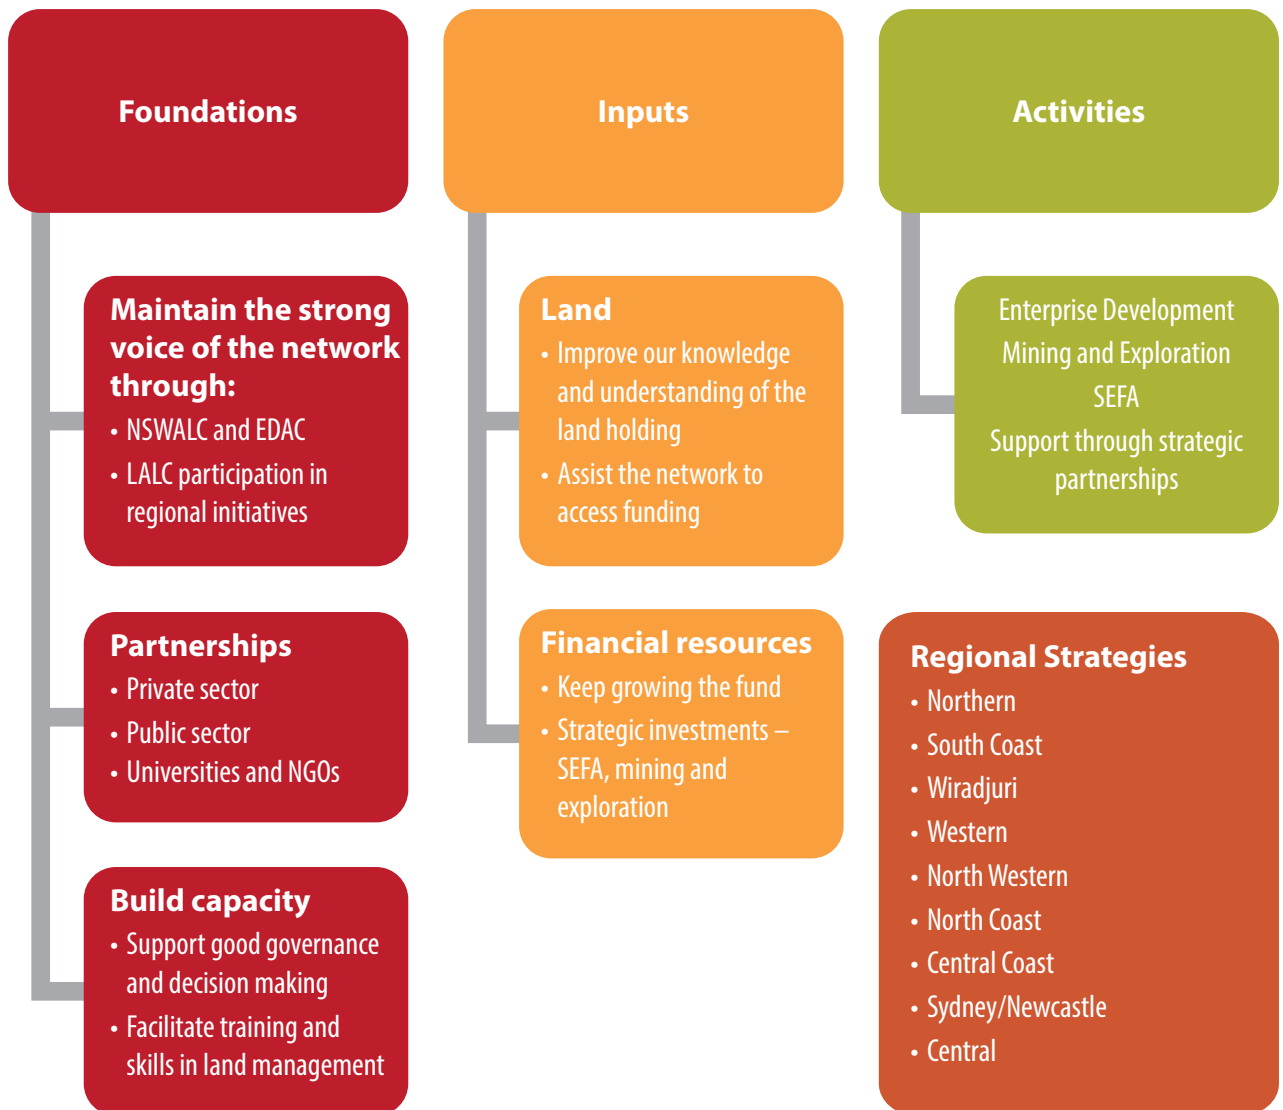 Foundations
Maintain the strong
voice of the network
through:
• NSWALC and EDAC
• LALC participation in
regional initiatives
Partnerships
• Private sector
• Public sector
• Universities and NGOs
Build capacity
• Support good governance
and decision making
• Facilitate training and
skills in land management
Inputs
Land
• Improve our knowledge
and understanding of the
land holding
• Assist the network to
access funding
Financial resources
• Keep growing the fund
• Strategic investments –
SEFA, mining and
exploration
Activities
Enterprise Development
Mining and Exploration
SEFA
Support through strategic
partnerships
Regional Strategies
• Northern
• South Coast
• Wiradjuri
• Western
• North Western
• North Coast
• Central Coast
• Sydney/Newcastle
• Central